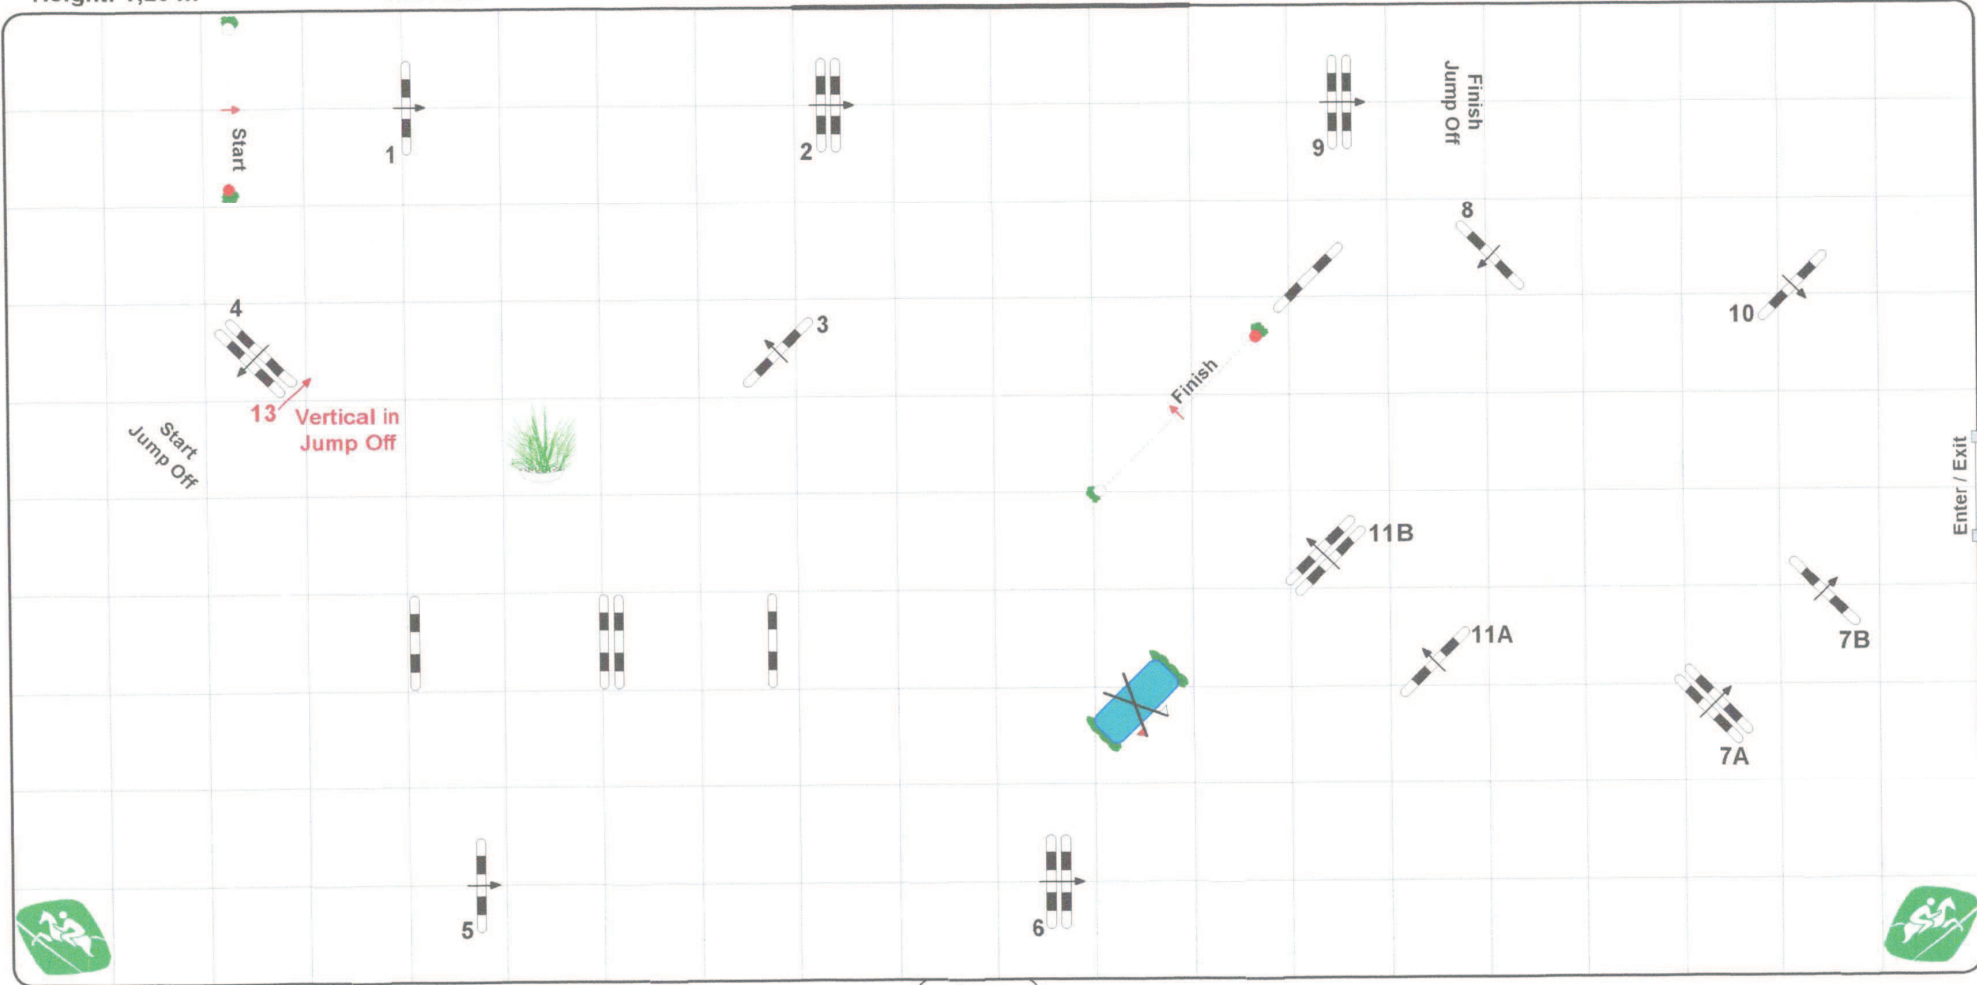 Start
1
2
9
Finish
Jump Off
8
10
4
3
13
Vertical in
Jump Off
Start
Jump Off
Finish
Enter / Exit
11B
11A
7B
7A
5
6